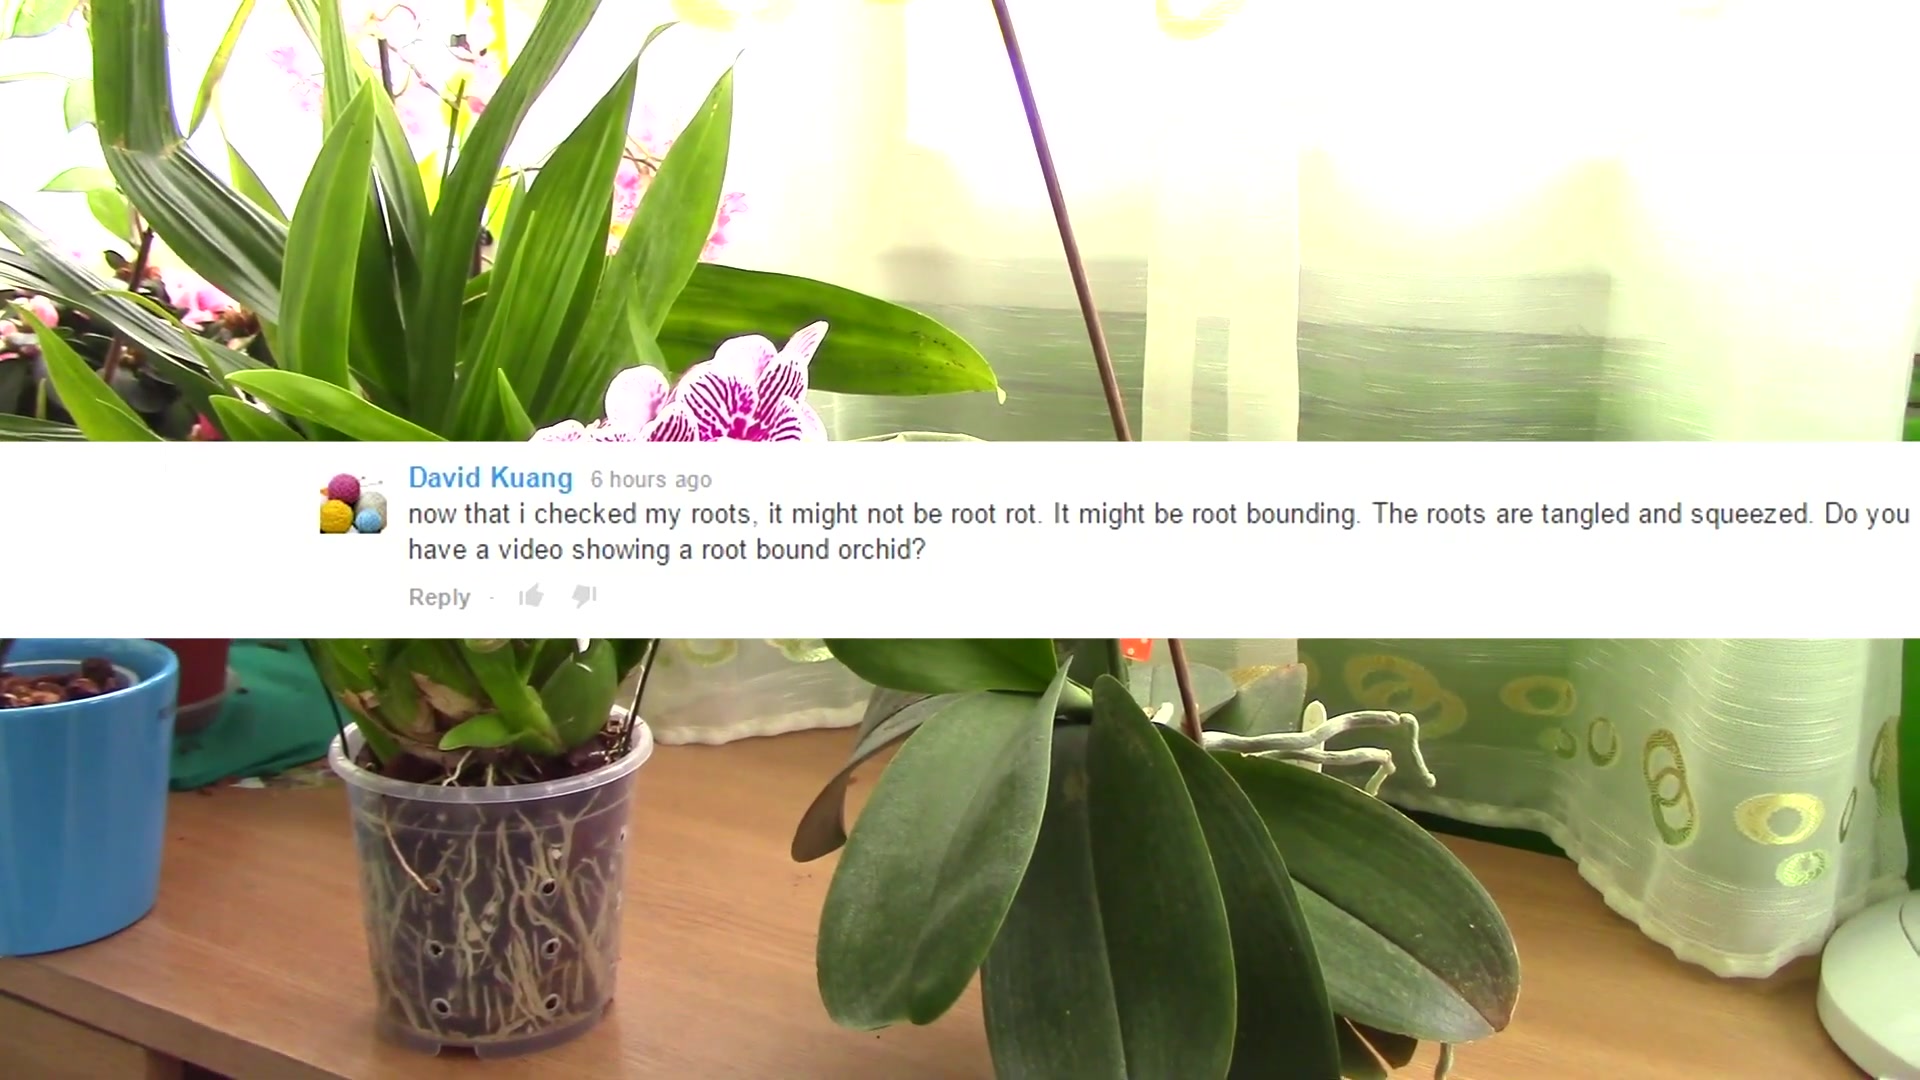 David Kuang 6 hours ago
now that i checked my roots, it might not be root rot. It might be root bounding. The roots are tangled and squeezed. Do you
have a video showing a root bound orchid?
Reply